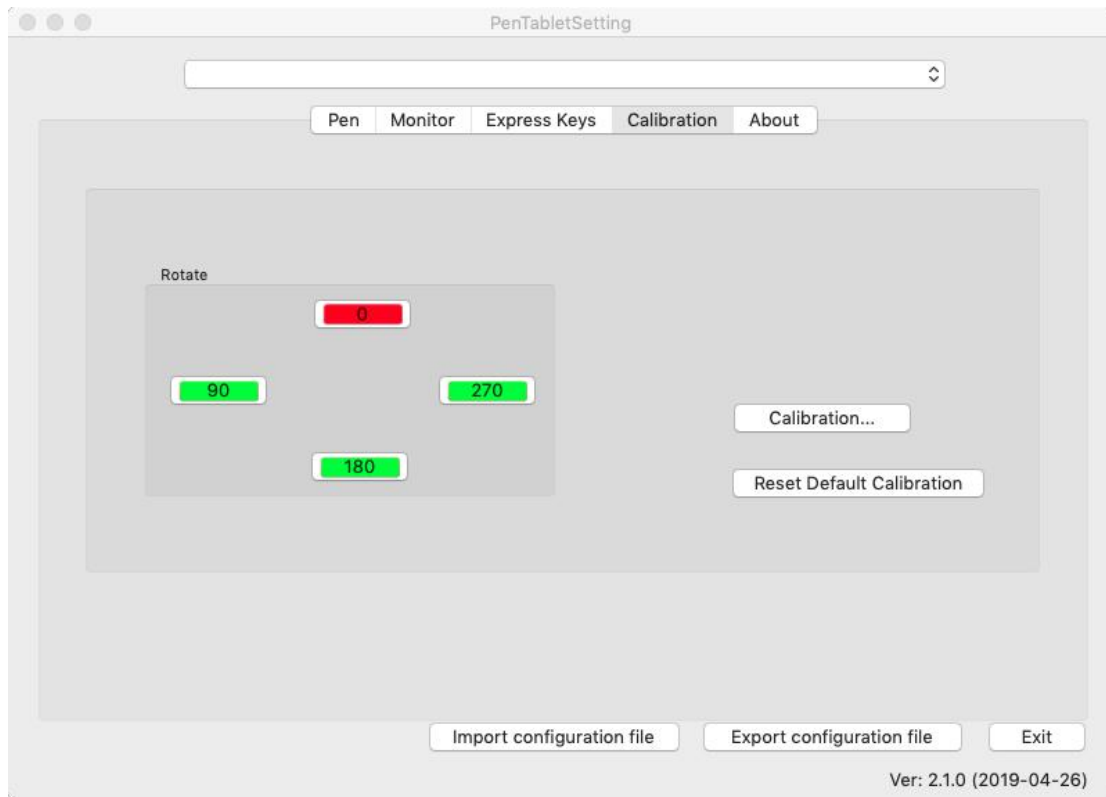 PenTabletSetting
Pen Monitor Express Keys Calibration About
Rotate
0
90 270
180
Calibration...
Reset Default Calibration
Import configuration file Export configuration file Exit
Ver: 2.1.0 (2019-04-26)